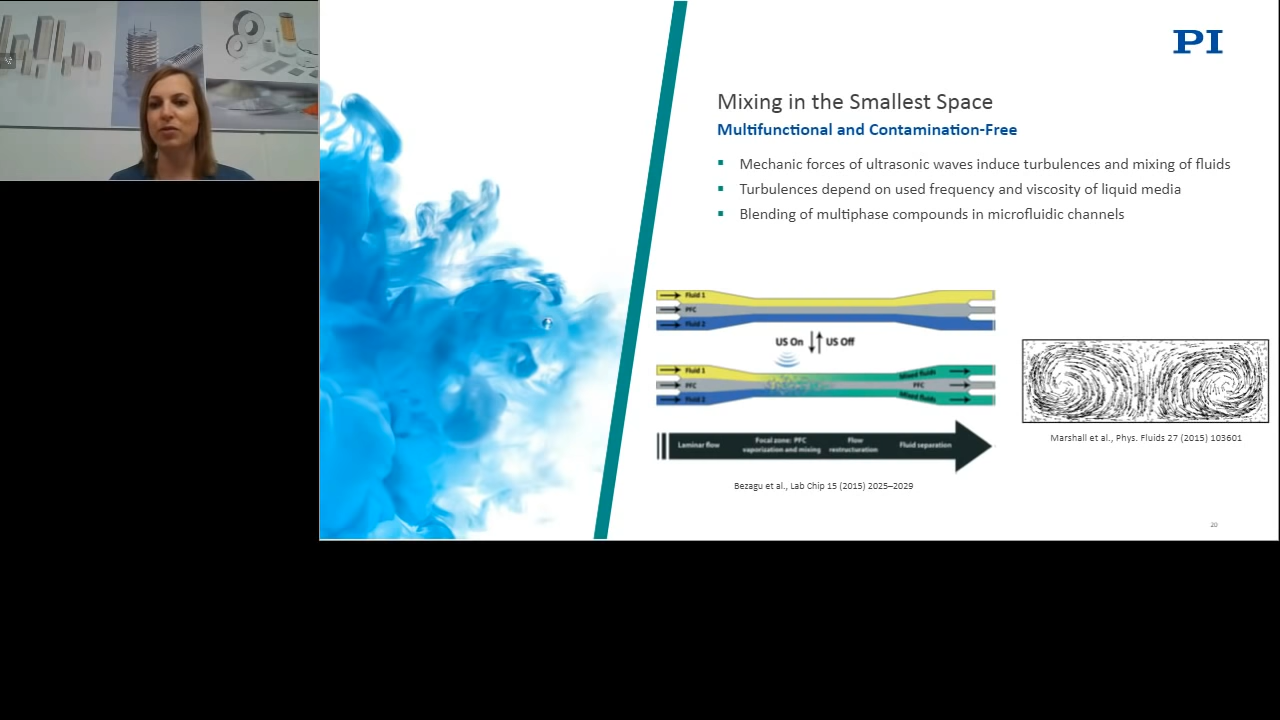 PI
Mixing in the Smallest Space
Multifunctional and Contamination-Free
Mechanic forces of ultrasonic waves induce turbulences and mixing of fluids
Turbulences depend on used frequency and viscosity of liquid media
Blending of multiphase compounds in microfluidic channels
Fluid 1
PFC
Fluid 2
US On US Off
Fluid 1 Mixed fluids
PFC PFC
Fluid 2 Mixed fluids
Laminar flow
Focal zone: PFC
vaporization and mixing
Flow
restructuration
Fluid separation
Marshall et al., Phys. Fluids 27 (2015) 103601
Bezagu et al., Lab Chip 15 (2015) 2025–2029
20